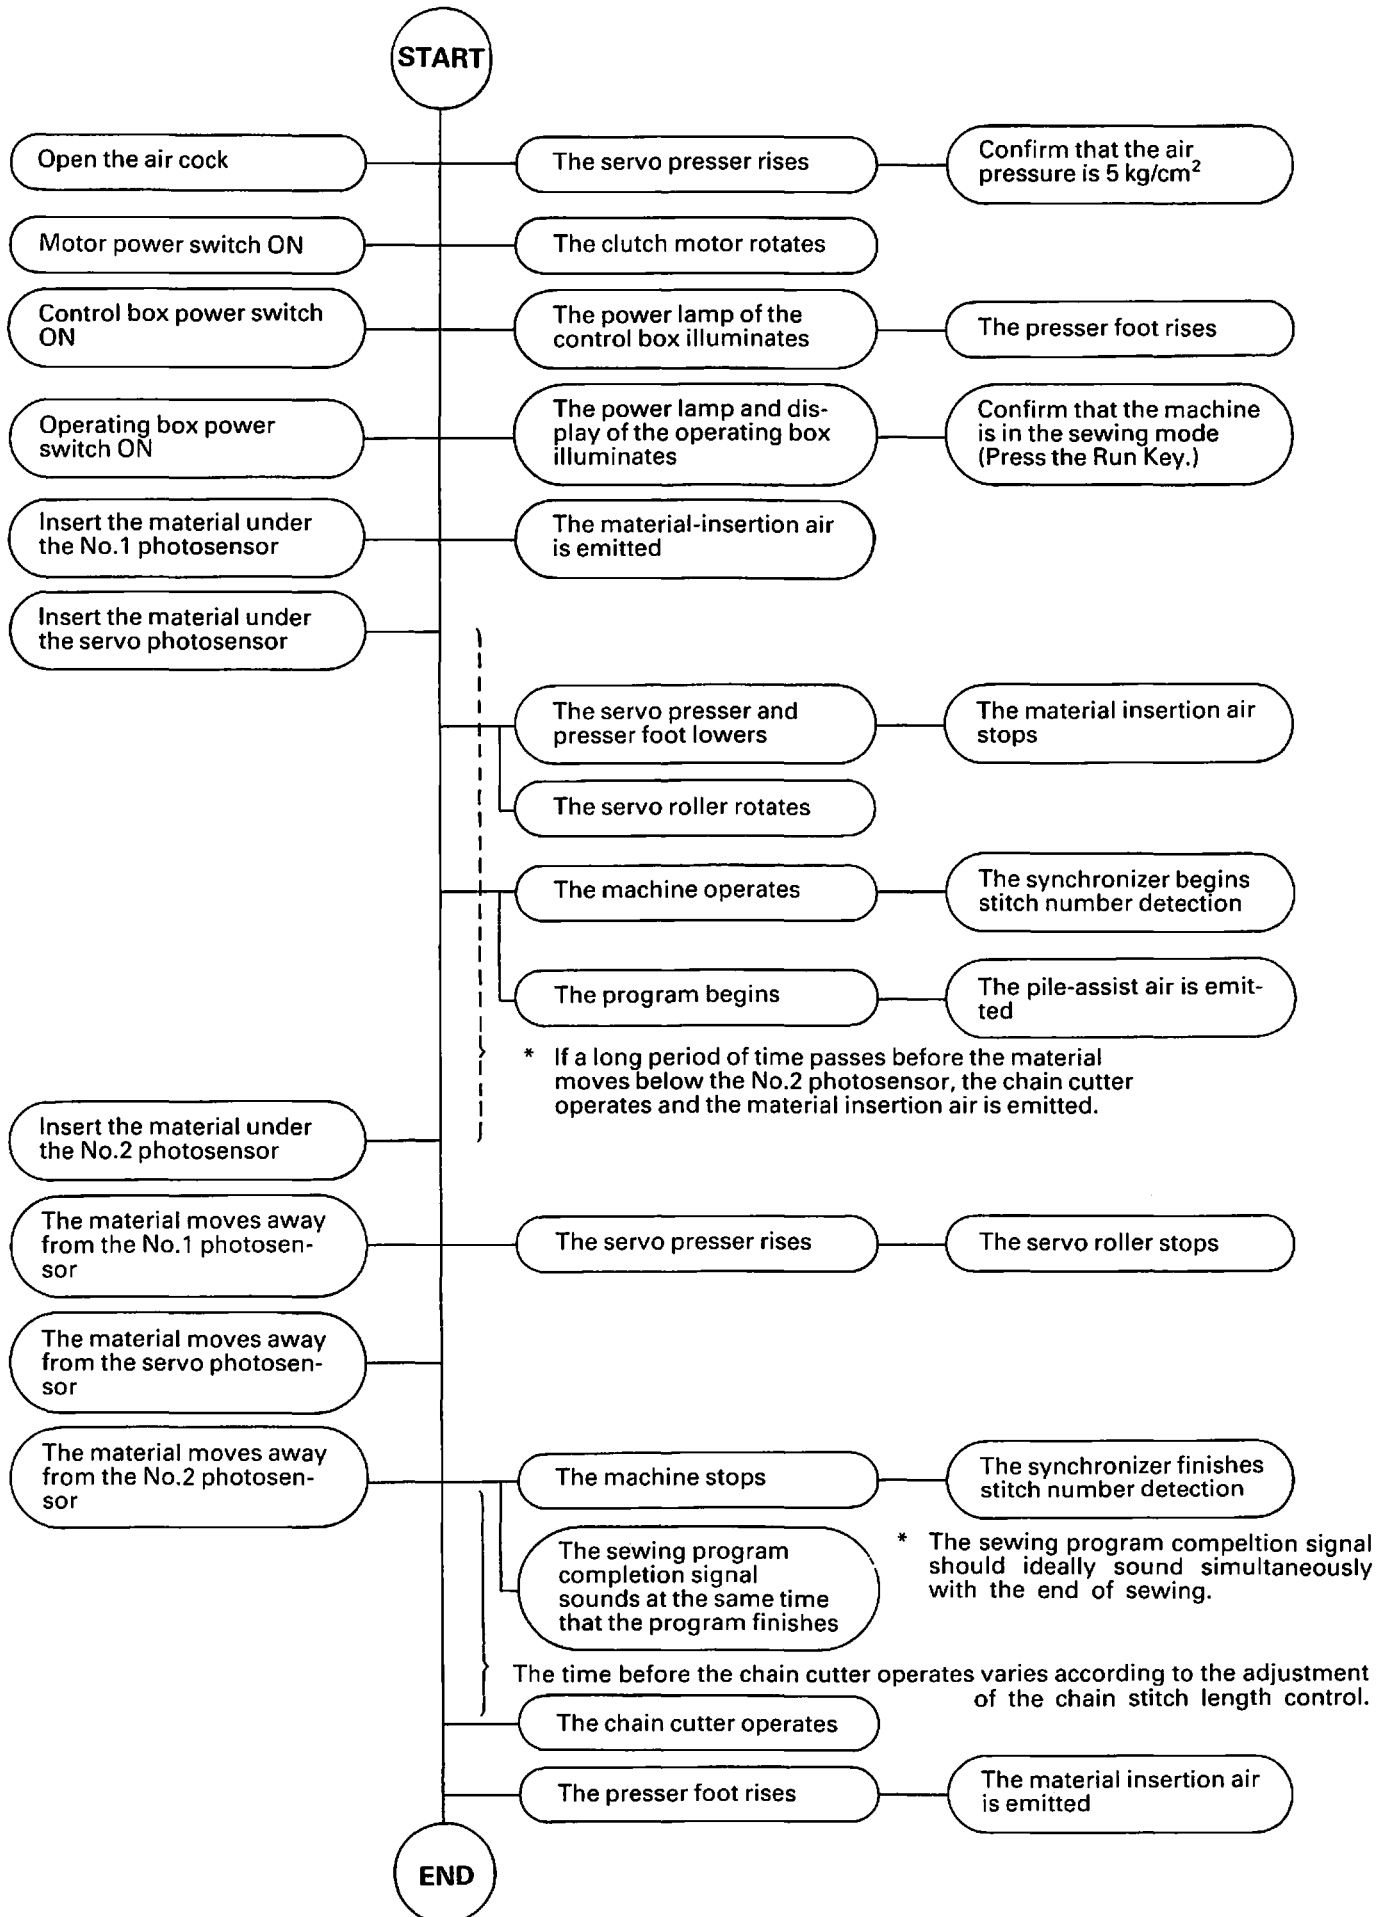 START
Open the air cock
The servo presser rises
Confirm that the air
pressure is 5 kg/cm²
Motor power switch ON
The clutch motor rotates
Control box power switch
ON
The power lamp of the
control box illuminates
The presser foot rises
Operating box power
switch ON
The power lamp and dis-
play of the operating box
illuminates
Confirm that the machine
is in the sewing mode
(Press the Run Key.)
Insert the material under
the No.1 photosensor
The material-insertion air
is emitted
Insert the material under
the servo photosensor
The servo presser and
presser foot lowers
The material insertion air
stops
The servo roller rotates
The machine operates
The synchronizer begins
stitch number detection
The program begins
The pile-assist air is emit-
ted
* If a long period of time passes before the material
moves below the No.2 photosensor, the chain cutter
operates and the material insertion air is emitted.
Insert the material under
the No.2 photosensor
The material moves away
from the No.1 photosen-
sor
The servo presser rises
The servo roller stops
The material moves away
from the servo photosen-
sor
The material moves away
from the No.2 photosen-
sor
The machine stops
The synchronizer finishes
stitch number detection
The sewing program
completion signal
sounds at the same time
that the program finishes
* The sewing program compeltion signal
should ideally sound simultaneously
with the end of sewing.
The time before the chain cutter operates varies according to the adjustment
of the chain stitch length control.
The chain cutter operates
The presser foot rises
The material insertion air
is emitted
END